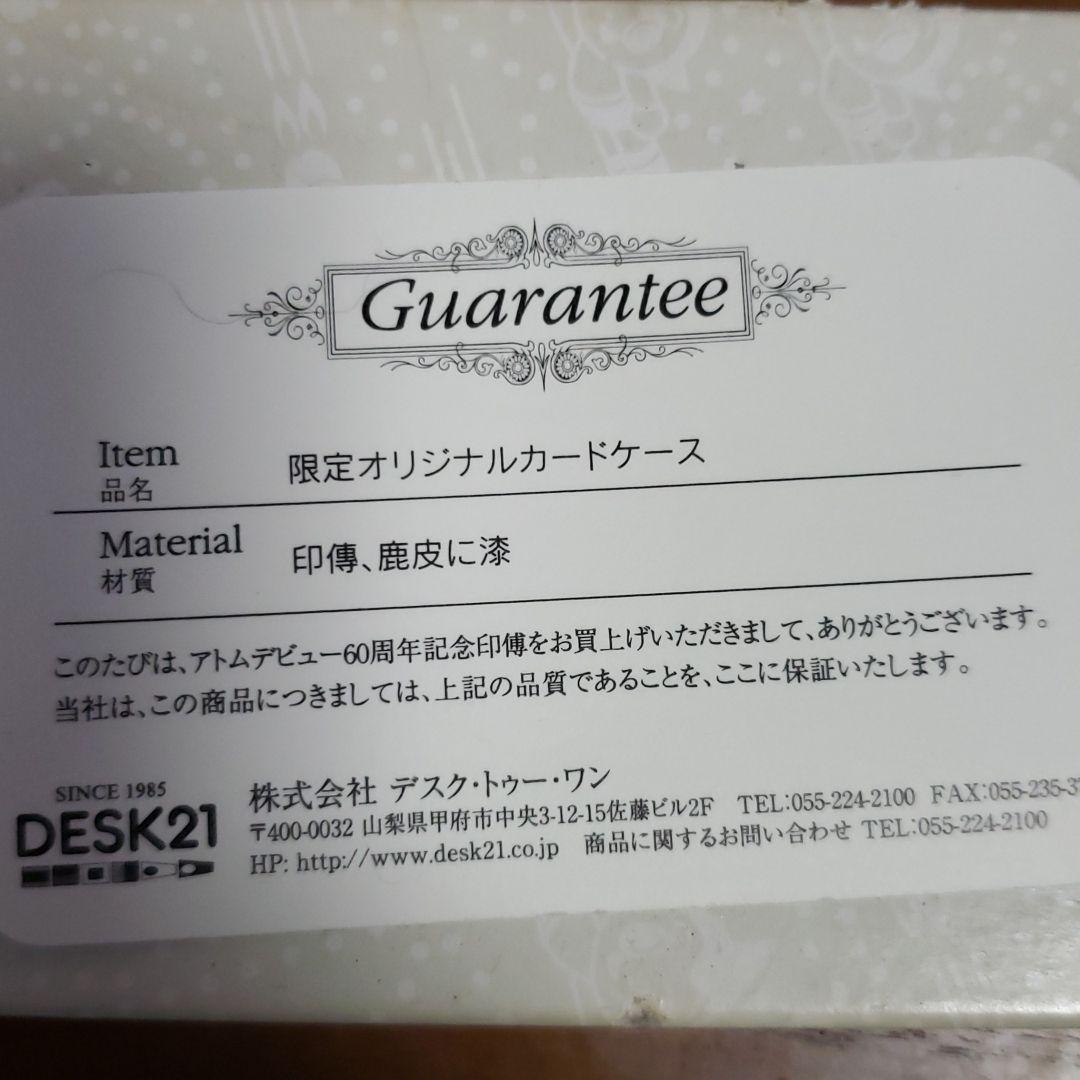 Guarantee
Item 限定オリジナルカードケース
品名
Material 印傳、鹿皮に漆
材質
このたびは、アトムデビュー60周年記念印傳をお買上げいただきまして、ありがとうございます。
当社は、この商品につきましては、上記の品質であることを、ここに保証いたします。
SINCE 1985
DESK21
株式会社 デスク・トゥー・ワン
〒400-0032 山梨県甲府市中央3-12-15佐藤ビル2F TEL:055-224-2100 FAX:055-235-
HP: http://www.desk21.co.jp 商品に関するお問い合わせ TEL:055-224-2100